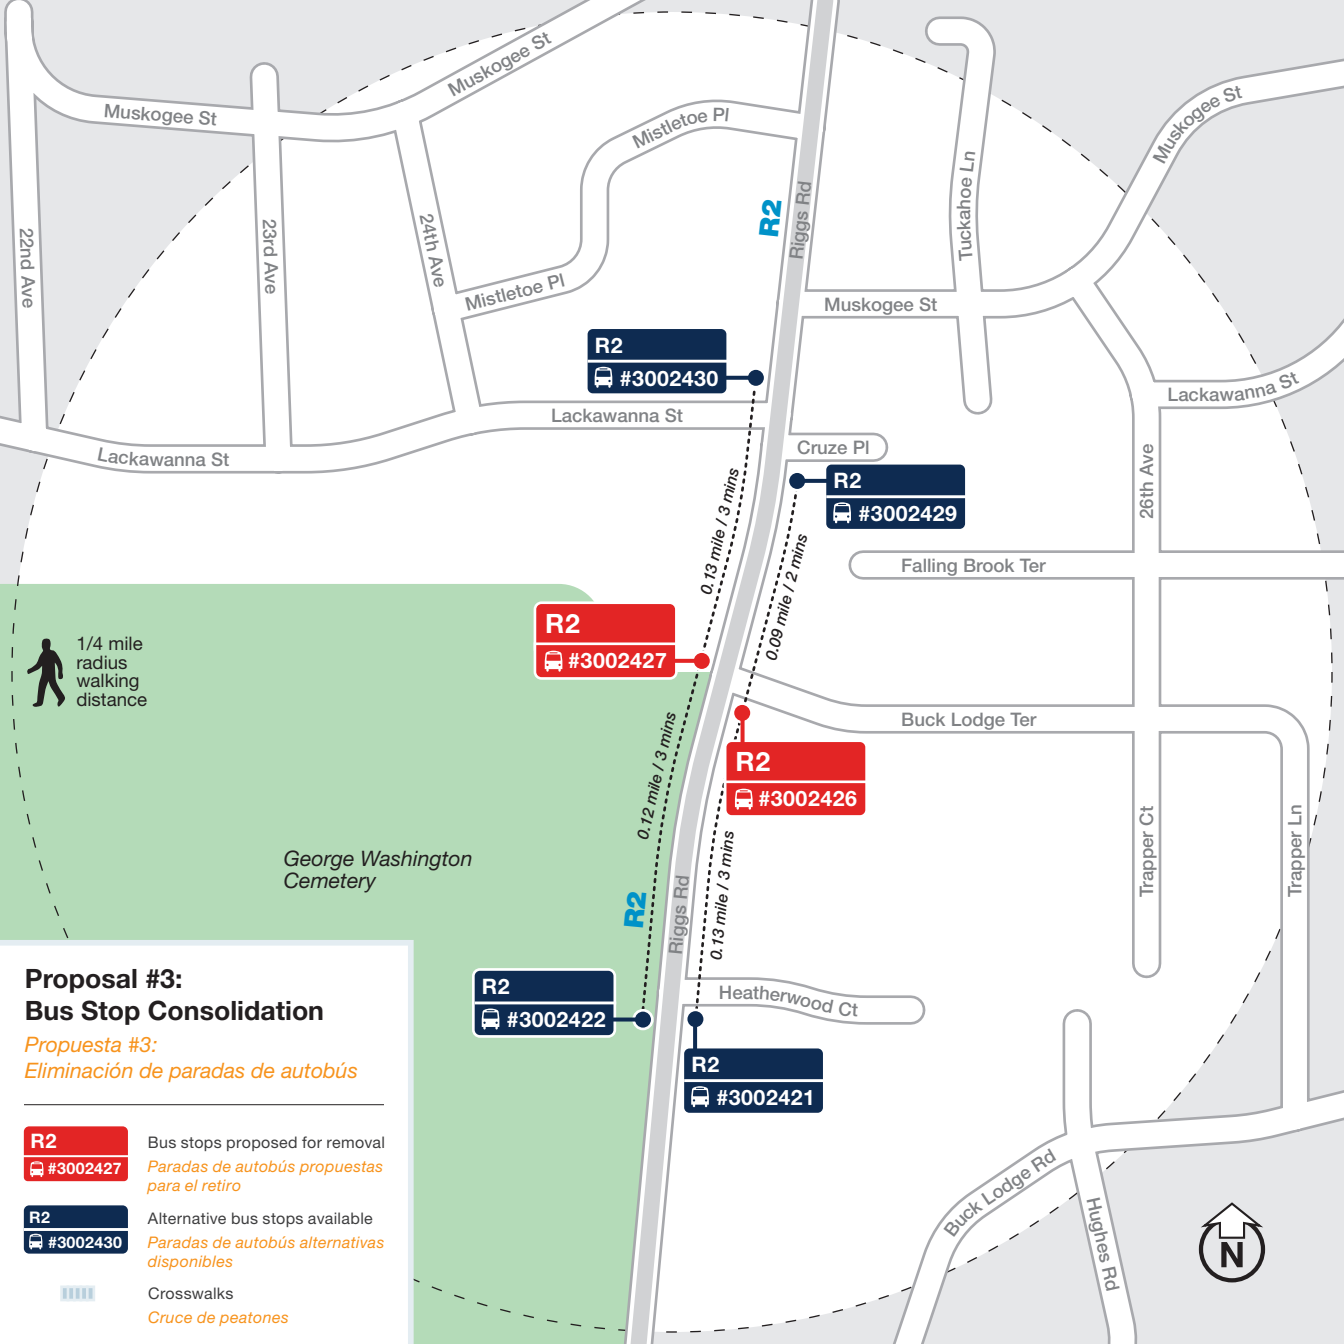 Muskogee St
Muskogee St
Mistletoe Pl
Muskogee St
Tuckahoe Ln
22nd Ave
23rd Ave
24th Ave
R2
Riggs Rd
Mistletoe Pl
Muskogee St
R2
#3002430
Lackawanna St
Lackawanna St
Lackawanna St
Cruze Pl
R2
#3002429
26th Ave
0.13 mile / 3 mins
0.09 mile / 2 mins
Falling Brook Ter
R2
#3002427
1/4 mile
radius
walking
distance
R2
#3002426
Buck Lodge Ter
0.12 mile / 3 mins
0.13 mile / 3 mins
Trapper Ct
Trapper Ln
George Washington
Cemetery
R2
Riggs Rd
R2
#3002422
Heatherwood Ct
R2
#3002421
Buck Lodge Rd
Hughes Rd
N
Proposal #3:
Bus Stop Consolidation
Propuesta #3:
Eliminación de paradas de autobús
R2
#3002427
Bus stops proposed for removal
Paradas de autobús propuestas
para el retiro
R2
#3002430
Alternative bus stops available
Paradas de autobús alternativas
disponibles
Crosswalks
Cruce de peatones